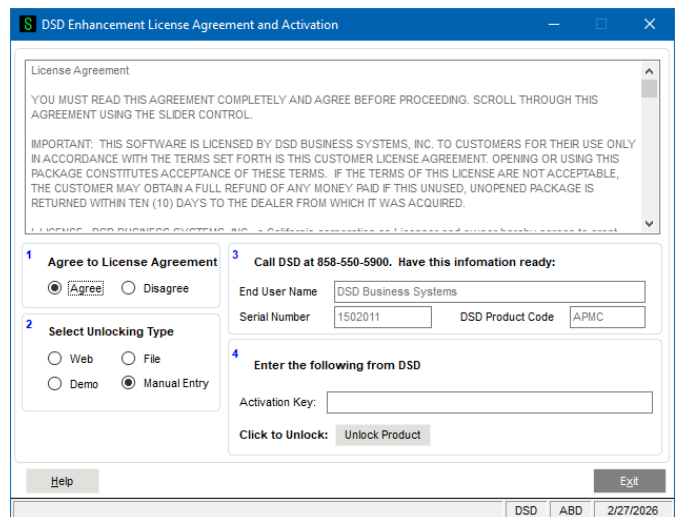 S DSD Enhancement License Agreement and Activation
License Agreement
YOU MUST READ THIS AGREEMENT COMPLETELY AND AGREE BEFORE PROCEEDING. SCROLL THROUGH THIS
AGREEMENT USING THE SLIDER CONTROL.
IMPORTANT: THIS SOFTWARE IS LICENSED BY DSD BUSINESS SYSTEMS, INC. TO CUSTOMERS FOR THEIR USE ONLY
IN ACCORDANCE WITH THE TERMS SET FORTH IS THIS CUSTOMER LICENSE AGREEMENT. OPENING OR USING THIS
PACKAGE CONSTITUTES ACCEPTANCE OF THESE TERMS. IF THE TERMS OF THIS LICENSE ARE NOT ACCEPTABLE,
THE CUSTOMER MAY OBTAIN A FULL REFUND OF ANY MONEY PAID IF THIS UNUSED, UNOPENED PACKAGE IS
RETURNED WITHIN TEN (10) DAYS TO THE DEALER FROM WHICH IT WAS ACQUIRED.
1 Agree to License Agreement
Agree Disagree
2 Select Unlocking Type
Web File
Demo Manual Entry
3 Call DSD at 858-550-5900. Have this infomation ready:
End User Name DSD Business Systems
Serial Number 1502011 DSD Product Code APMC
4 Enter the following from DSD
Activation Key:
Click to Unlock: Unlock Product
Help Exit
DSD ABD 2/27/2026